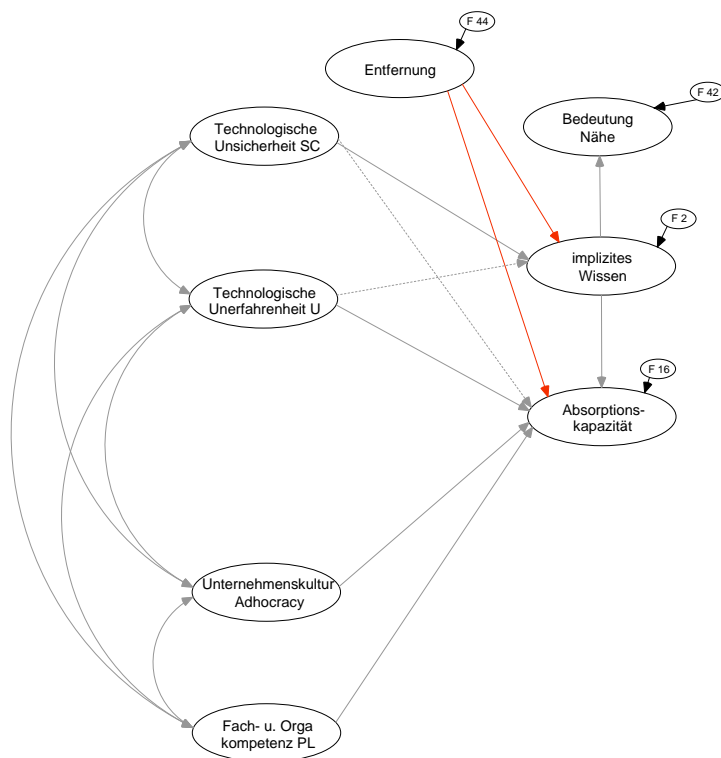 F 44
Entfernung
F 42
Bedeutung
Nähe
Technologische
Unsicherheit SC
F 2
implizites
Wissen
Technologische
Unerfahrenheit U
F 16
Absorptions-
kapazität
Unternehmenskultur
Adhocracy
Fach- u. Orga
kompetenz PL